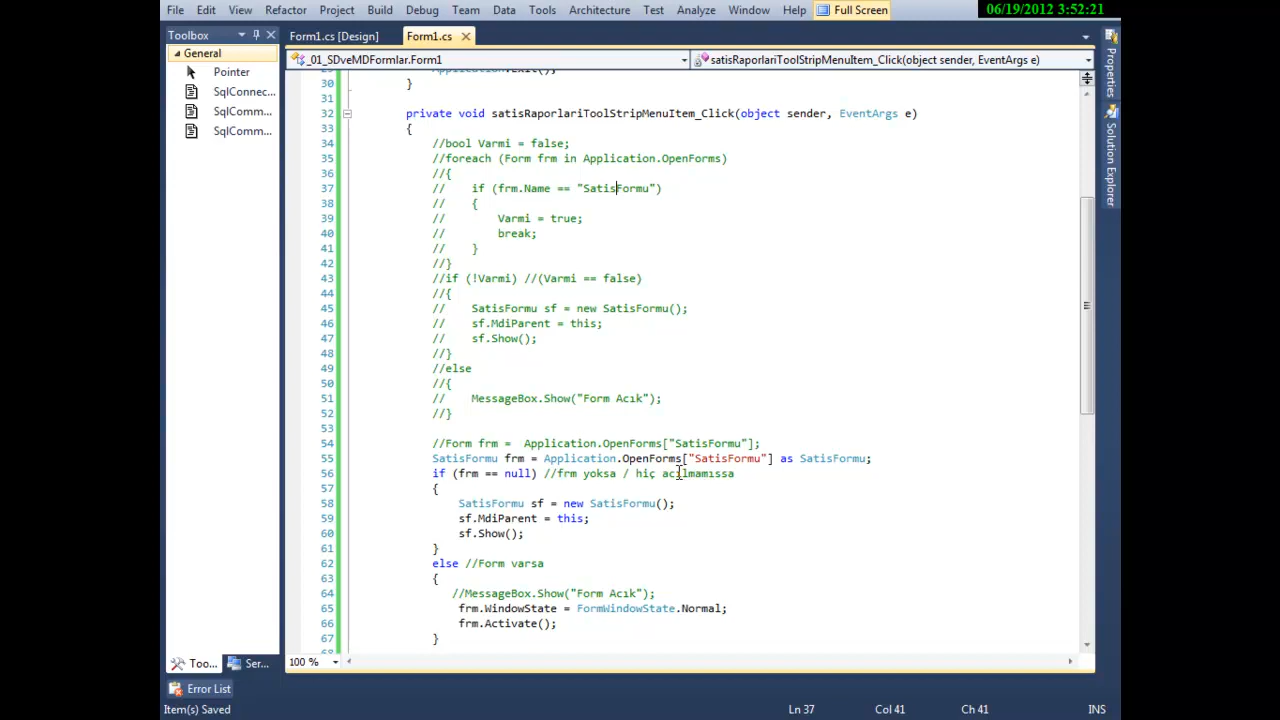 File Edit View Refactor Project Build Debug Team Data Tools Architecture Test Analyze Window Help Full Screen
06/19/2012 3:52:21
Toolbox
Form1.cs [Design] Form1.cs
General
Pointer
SqlConnec...
SqlComm...
SqlComm...
_01_SDveMDFormlar.Form1
satisRaporlariToolStripMenuItem_Click(object sender, EventArgs e)
30 }
31
32 private void satisRaporlariToolStripMenuItem_Click(object sender, EventArgs e)
33 {
34 //bool Varmi = false;
35 //foreach (Form frm in Application.OpenForms)
36 //{
37 // if (frm.Name == "SatisFormu")
38 // {
39 // Varmi = true;
40 // break;
41 // }
42 //}
43 //if (!Varmi) //(Varmi == false)
44 //{
45 // SatisFormu sf = new SatisFormu();
46 // sf.MdiParent = this;
47 // sf.Show();
48 //}
49 //else
50 //{
51 // MessageBox.Show("Form Acık");
52 //}
53
54 //Form frm = Application.OpenForms["SatisFormu"];
55 SatisFormu frm = Application.OpenForms["SatisFormu"] as SatisFormu;
56 if (frm == null) //frm yoksa / hiç acılmamıssa
57 {
58 SatisFormu sf = new SatisFormu();
59 sf.MdiParent = this;
60 sf.Show();
61 }
62 else //Form varsa
63 {
64 //MessageBox.Show("Form Acık");
65 frm.WindowState = FormWindowState.Normal;
66 frm.Activate();
67 }
Properties
Solution Explorer
Too... Ser...
100 %
Error List
Item(s) Saved Ln 37 Col 41 Ch 41 INS